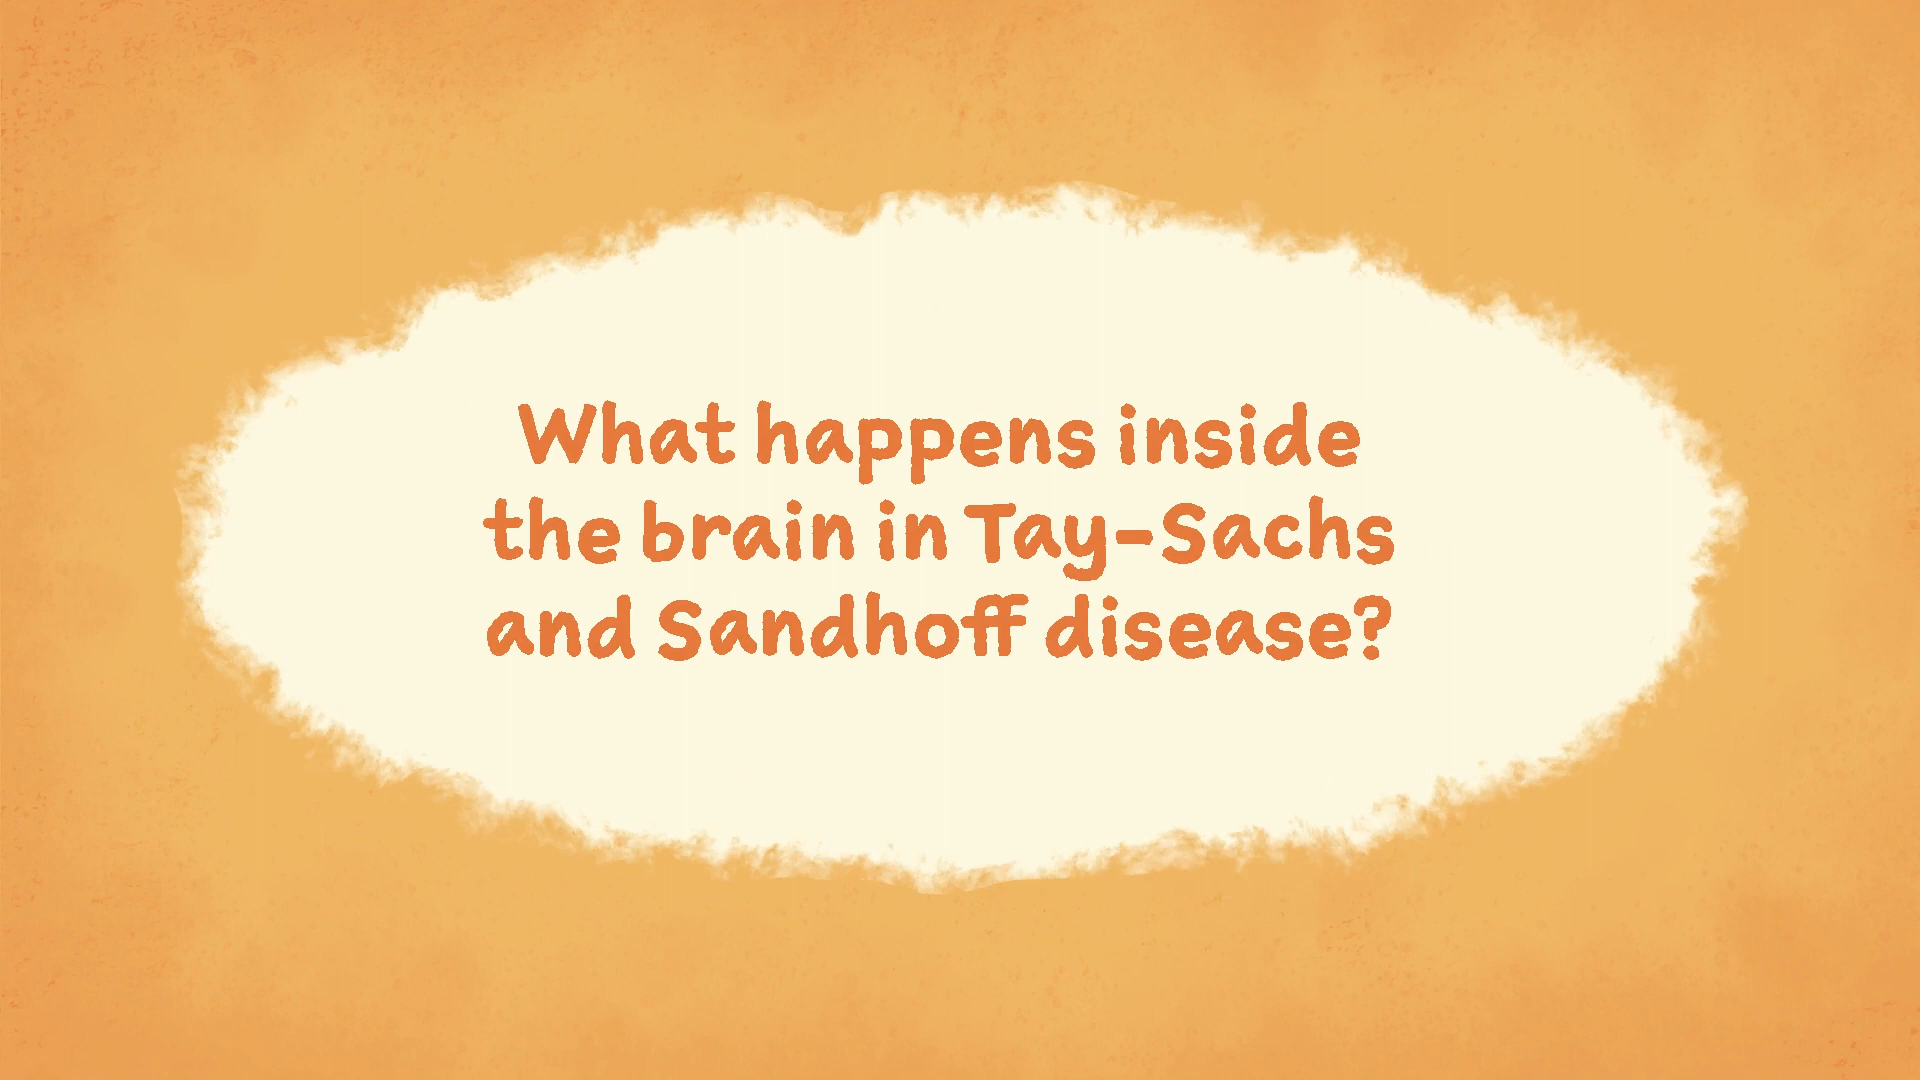 What happens inside
the brain in Tay-Sachs
and Sandhoff disease?